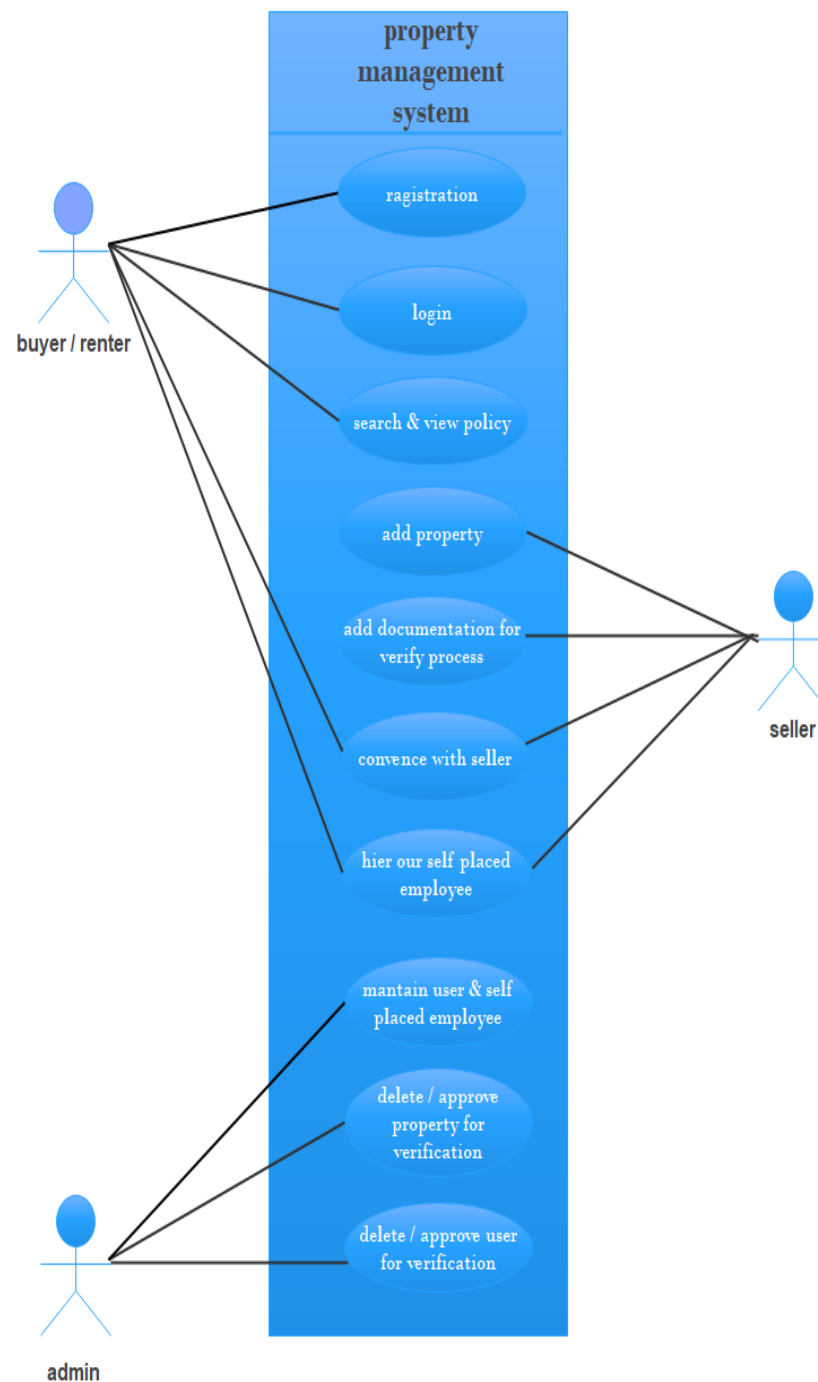 property
management
system
ragistration
buyer / renter
login
search & view policy
add property
add documentation for
verify process
seller
convence with seller
hier our self placed
employee
mantain user & self
placed employee
delete / approve
property for
verification
delete / approve user
for verification
admin